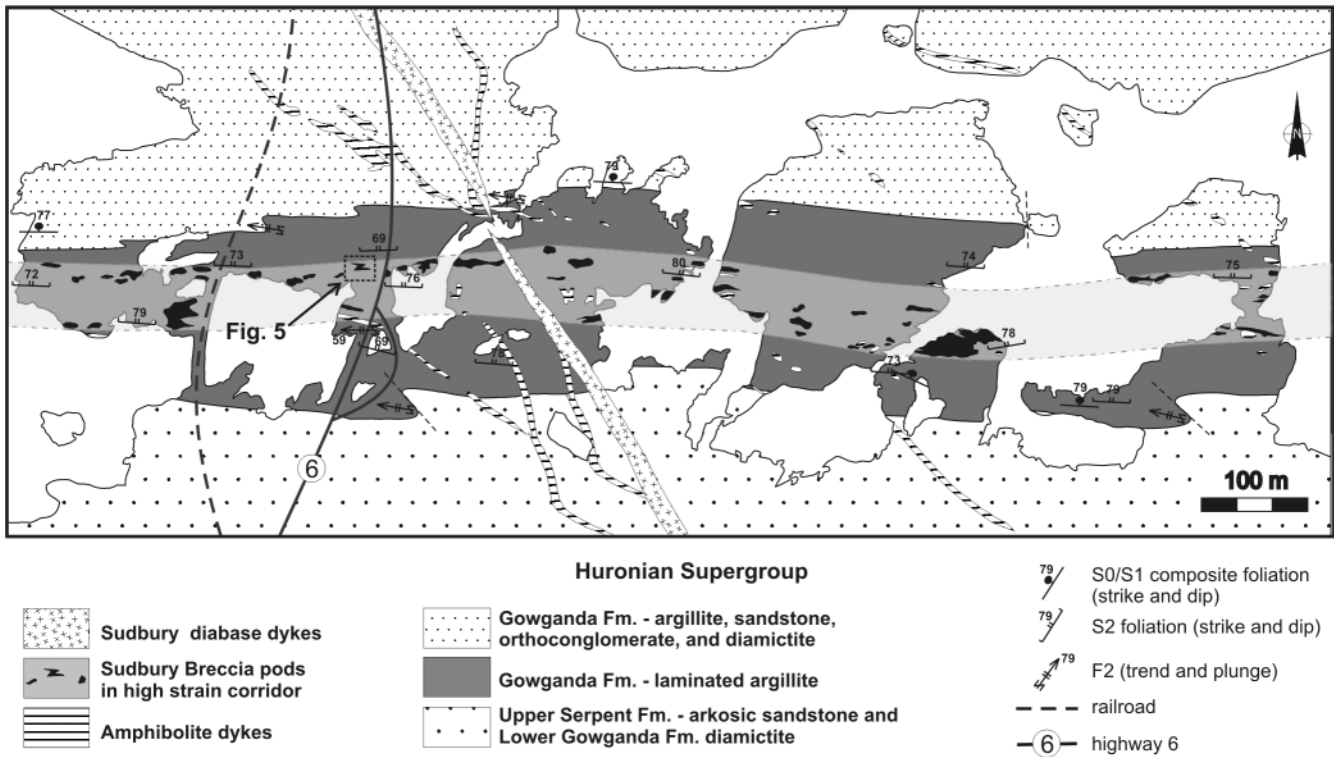 N
79
77
69
73
72
80
74
76
75
79
Fig. 5
59
69
78
78
73
79
79
6
100 m
Huronian Supergroup
Sudbury diabase dykes
Sudbury Breccia pods
in high strain corridor
Amphibolite dykes
Gowganda Fm. - argillite, sandstone,
orthoconglomerate, and diamictite
Gowganda Fm. - laminated argillite
Upper Serpent Fm. - arkosic sandstone and
Lower Gowganda Fm. diamictite
79
S0/S1 composite foliation
(strike and dip)
79
S2 foliation (strike and dip)
79
F2 (trend and plunge)
railroad
6
highway 6